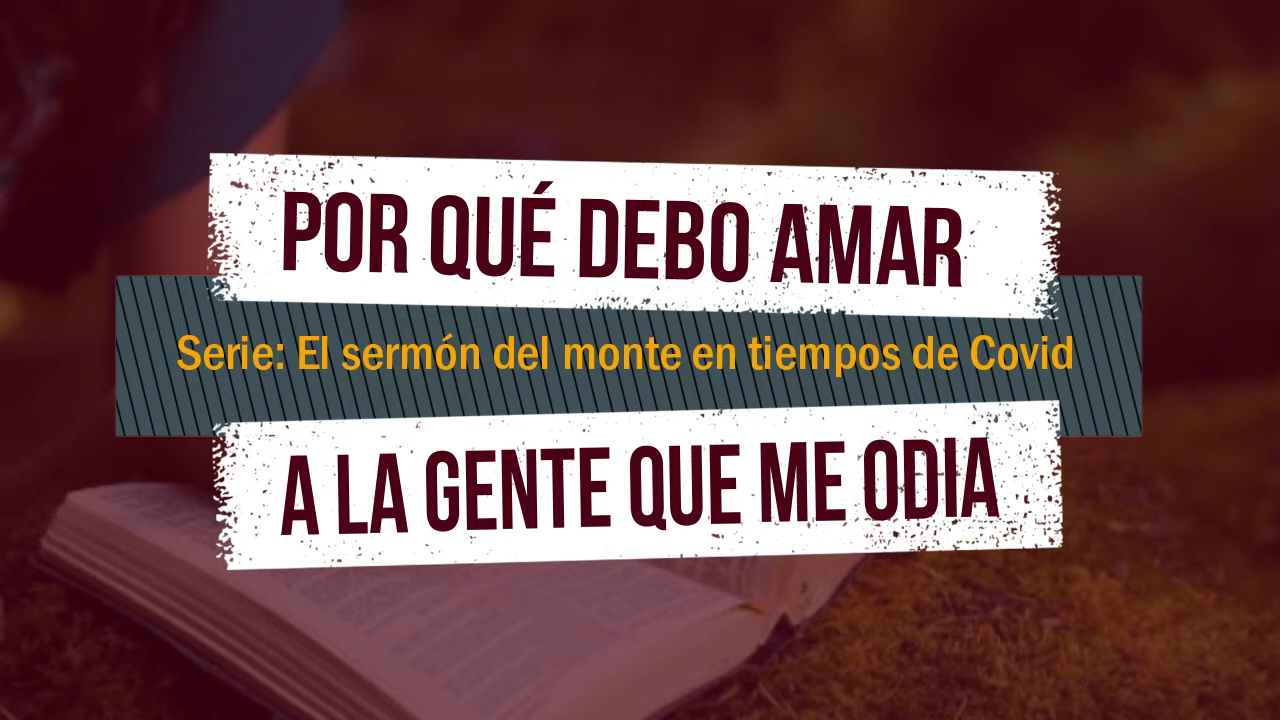 POR QUÉ DEBO AMAR
Serie: El sermón del monte en tiempos de Covid
A LA GENTE QUE ME ODIA